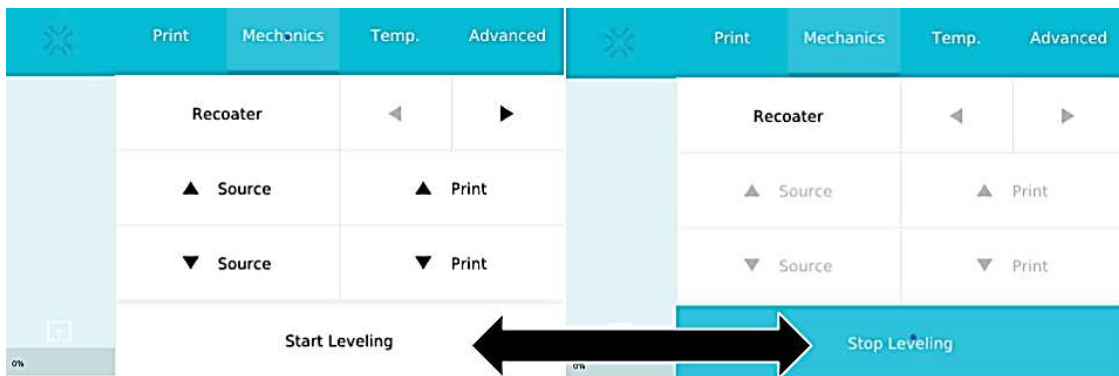 Print Mechanics Temp. Advanced
Recoater
Source Print
Source Print
Start Leveling
0%
Print Mechanics Temp. Advanced
Recoater
Source Print
Source Print
Stop Leveling
0%